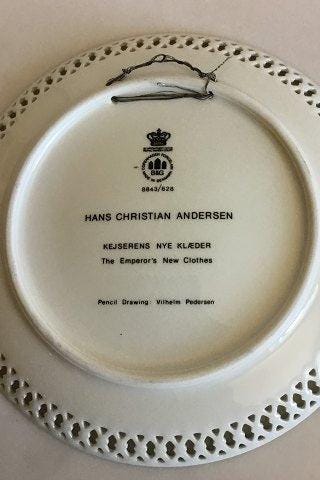 B&G
8843/628
HANS CHRISTIAN ANDERSEN
KEJSERENS NYE KLÆDER
The Emperor's New Clothes
Pencil Drawing: Vilhelm Pedersen